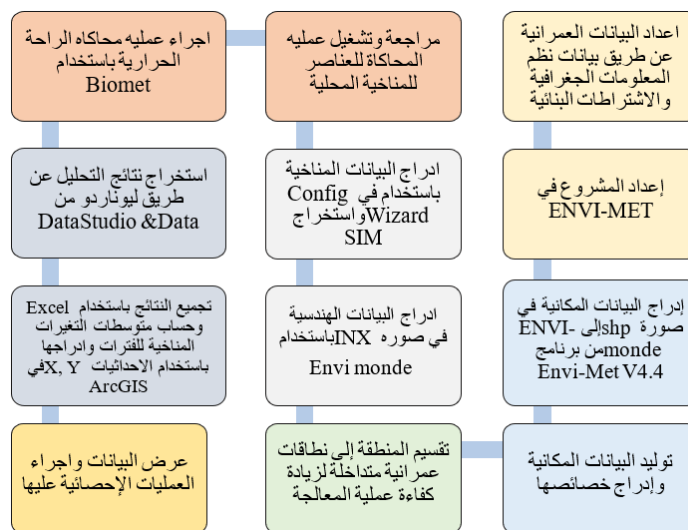 اعداد البيانات العمرانية
عن طريق بيانات نظم
المعلومات الجغرافية
والاشتراطات البنائية
إعداد المشروع في
ENVI-MET
إدراج البيانات المكانية في
صورة shpإلى ENVI-
mondeمن برنامج
Envi-Met V4.4
توليد البيانات المكانية
وإدراج خصائصها
تقسيم المنطقة إلى نطاقات
عمرانية متداخلة لزيادة
كفاءة عملية المعالجة
ادراج البيانات الهندسية
في صوره INXباستخدام
Envi monde
ادراج البيانات المناخية
باستخدام في Config
Wizardواستخراج
SIM
مراجعة وتشغيل عمليه
المحاكاة للعناصر
للمناخية المحلية
اجراء عمليه محاكاه الراحة
الحرارية باستخدام
Biomet
استخراج نتائج التحليل عن
طريق ليوناردو من
DataStudio &Data
تجميع النتائج باستخدام Excel
وحساب متوسطات التغيرات
المناخية للفترات وادراجها
باستخدام الاحداثيات X, Yفي
ArcGIS
عرض البيانات واجراء
العمليات الإحصائية عليها